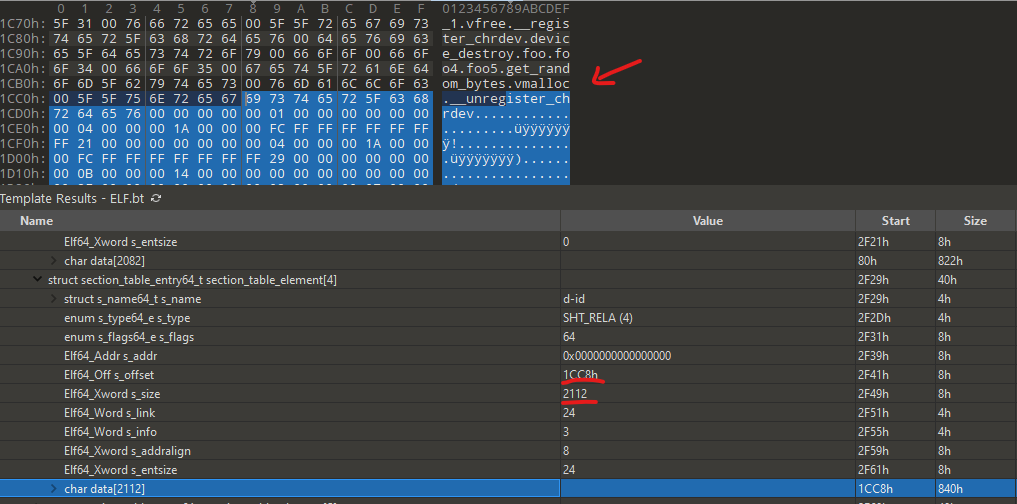 0 1 2 3 4 5 6 7 8 9 A B C D E F 0123456789ABCDEF
1C70h: 5F 31 00 76 66 72 65 65 00 5F 5F 72 65 67 69 73 _1.vfree.__regis
1C80h: 74 65 72 5F 63 68 72 64 65 76 00 64 65 76 69 63 ter_chrdev.devic
1C90h: 65 5F 64 65 73 74 72 6F 79 00 66 6F 6F 00 66 6F e_destroy.foo.fo
1CA0h: 6F 34 00 66 6F 6F 35 00 67 65 74 5F 72 61 6E 64 o4.foo5.get_rand
1CB0h: 6F 6D 5F 62 79 74 65 73 00 76 6D 61 6C 6C 6F 63 om_bytes.vmalloc
1CC0h: 00 5F 5F 75 6E 72 65 67 69 73 74 65 72 5F 63 68 .__unregister_ch
1CD0h: 72 64 65 76 00 00 00 00 00 01 00 00 00 00 00 00 rdev............
1CE0h: 00 04 00 00 00 1A 00 00 00 FC FF FF FF FF FF FF .........üÿÿÿÿÿÿ
1CF0h: FF 21 00 00 00 00 00 00 00 04 00 00 00 1A 00 00 ÿ!..............
1D00h: 00 FC FF FF FF FF FF FF FF 29 00 00 00 00 00 00 .üÿÿÿÿÿÿÿ)......
1D10h: 00 0B 00 00 00 14 00 00 00 00 00 00 00 00 00 00 ................
Template Results - ELF.bt
Name Value Start Size
Elf64_Xword s_entsize 0 2F21h 8h
char data[2082] 80h 822h
struct section_table_entry64_t section_table_element[4] 2F29h 40h
struct s_name64_t s_name d-id 2F29h 4h
enum s_type64_e s_type SHT_RELA (4) 2F2Dh 4h
enum s_flags64_e s_flags 64 2F31h 8h
Elf64_Addr s_addr 0x0000000000000000 2F39h 8h
Elf64_Off s_offset 1CC8h 2F41h 8h
Elf64_Xword s_size 2112 2F49h 8h
Elf64_Word s_link 24 2F51h 4h
Elf64_Word s_info 3 2F55h 4h
Elf64_Xword s_addralign 8 2F59h 8h
Elf64_Xword s_entsize 24 2F61h 8h
char data[2112] 1CC8h 840h